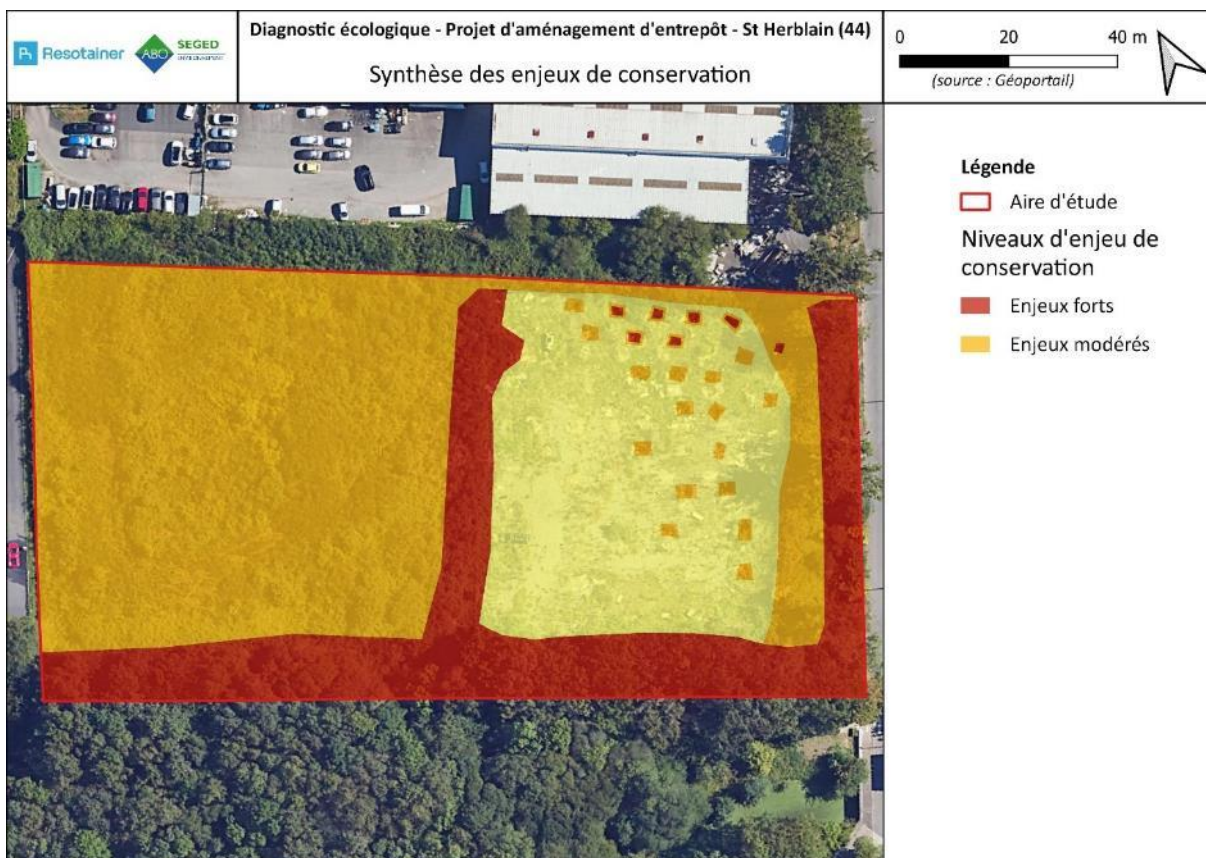 Resotainer
ABO
SEGED
Diagnostic écologique - Projet d'aménagement d'entrepôt - St Herblain (44)
Synthèse des enjeux de conservation
0 20 40 m
(source : Géoportail)
Légende
Aire d'étude
Niveaux d'enjeu de
conservation
Enjeux forts
Enjeux modérés